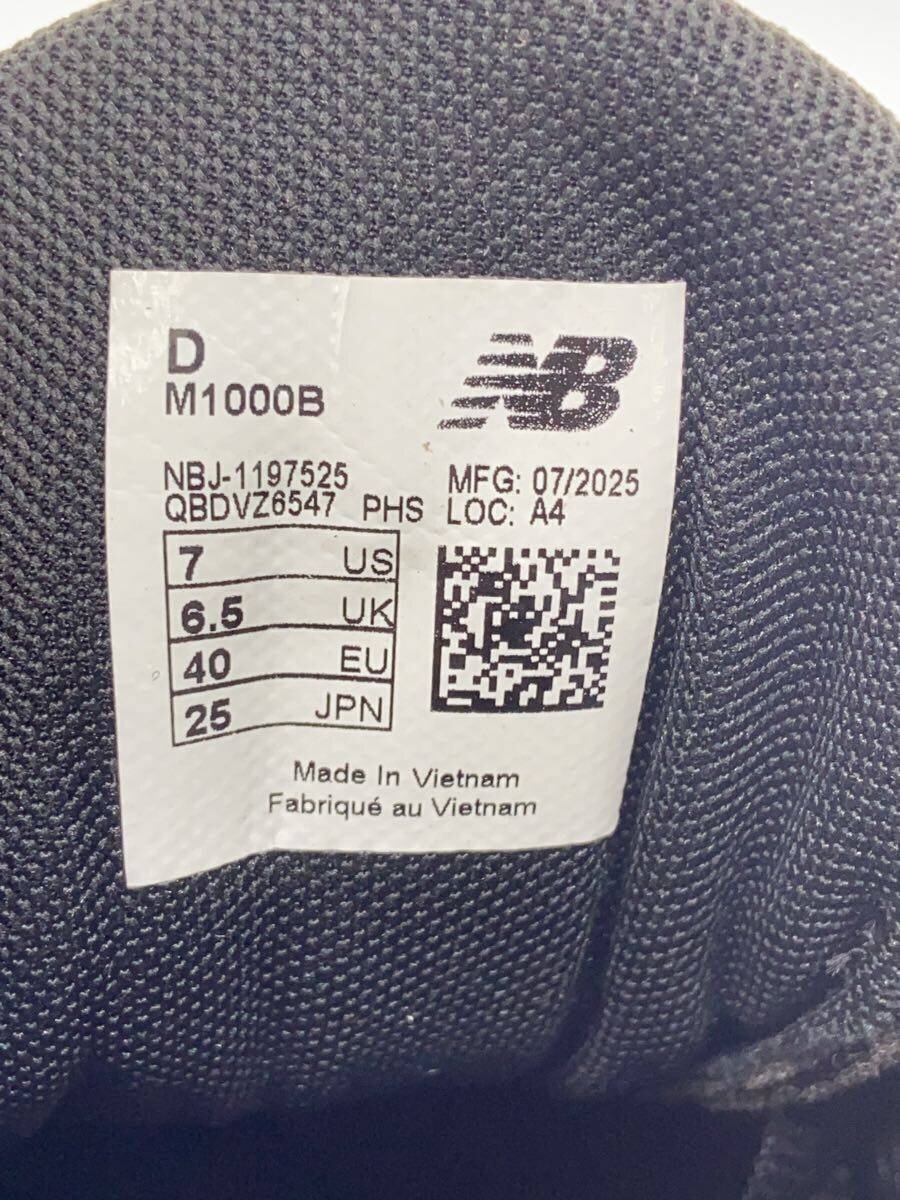 D
M1000B
NB
NBJ-1197525
QBDVZ6547 PHS
MFG: 07/2025
LOC: A4
7 US
6.5 UK
40 EU
25 JPN
Made In Vietnam
Fabriqué au Vietnam